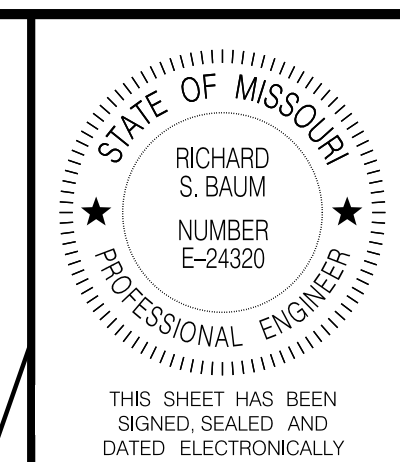 STATE OF MISSOURI
RICHARD
S. BAUM
NUMBER
E–24320
PROFESSIONAL ENGINEER
THIS SHEET HAS BEEN
SIGNED, SEALED AND
DATED ELECTRONICALLY